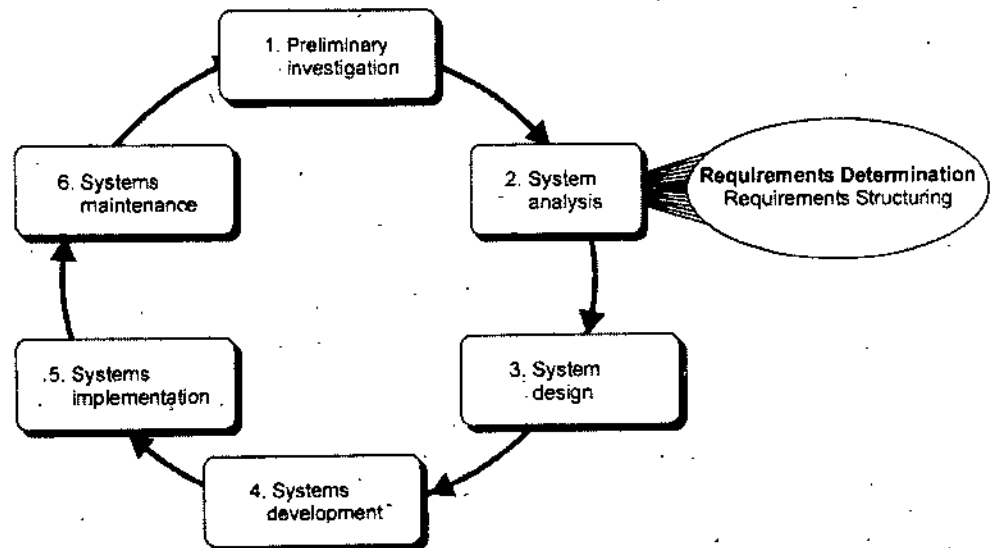 1. Preliminary
investigation
2. System
analysis
Requirements Determination
Requirements Structuring
3. System
design
4. Systems
development
5. Systems
implementation
6. Systems
maintenance